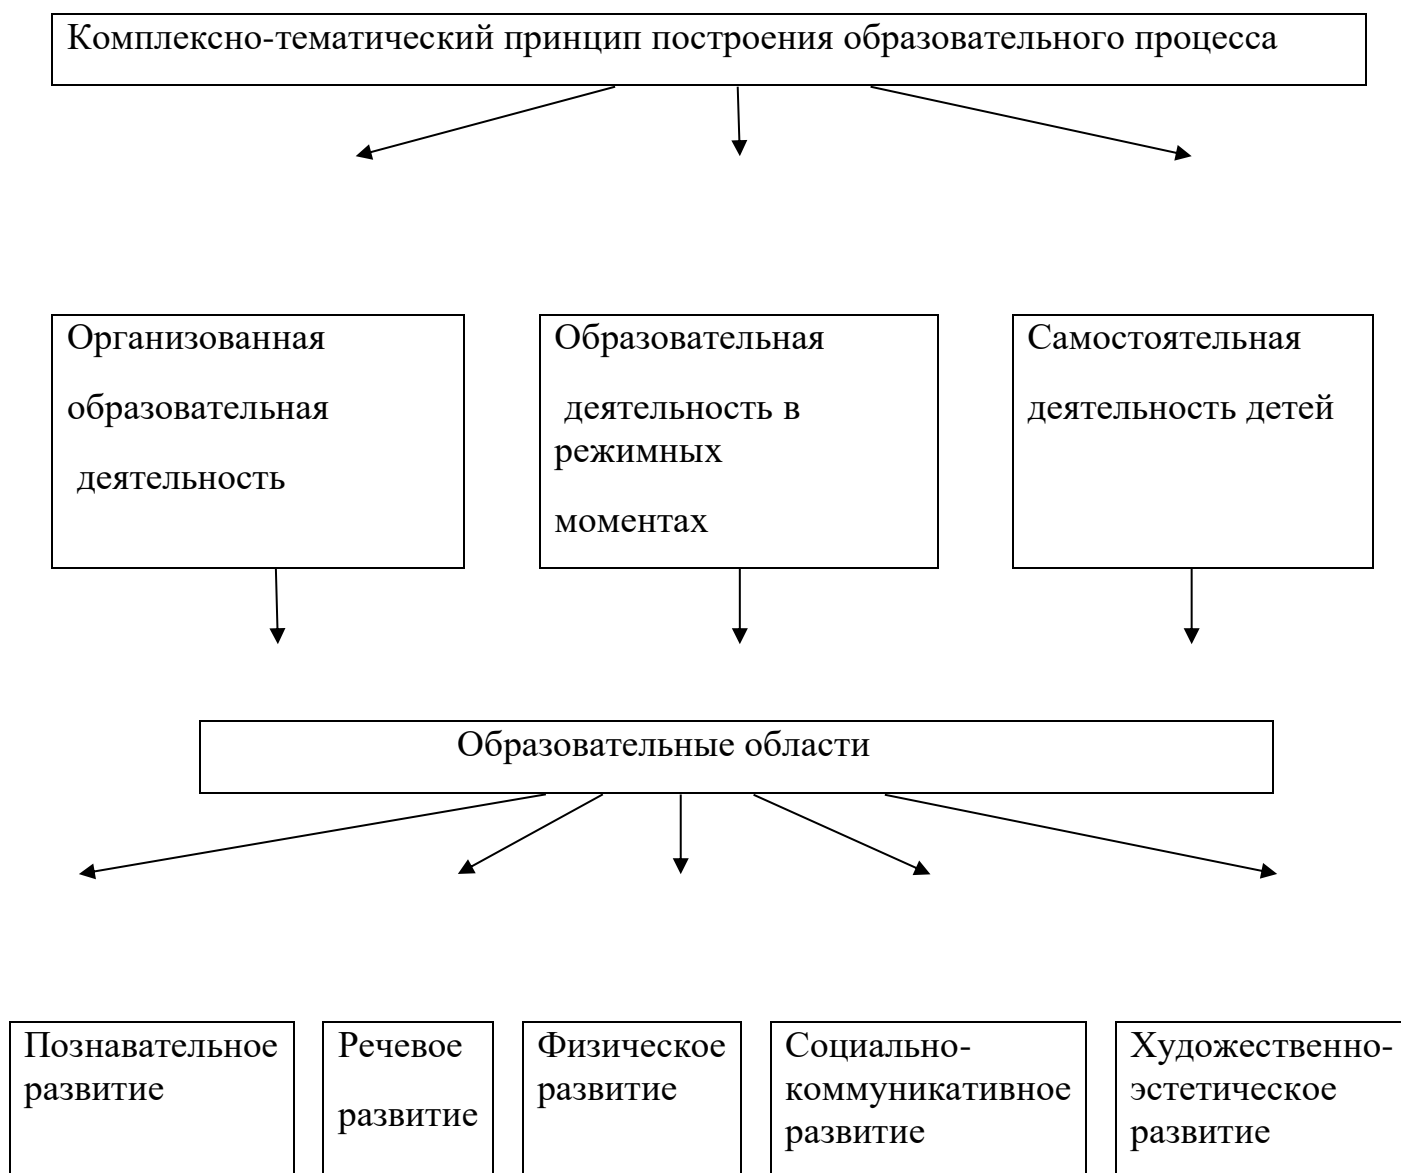 Комплексно-тематический принцип построения образовательного процесса
Организованная
образовательная
деятельность
Образовательная
деятельность в
режимных
моментах
Самостоятельная
деятельность детей
Образовательные области
Познавательное
развитие
Речевое
развитие
Физическое
развитие
Социально-
коммуникативное
развитие
Художественно-
эстетическое
развитие